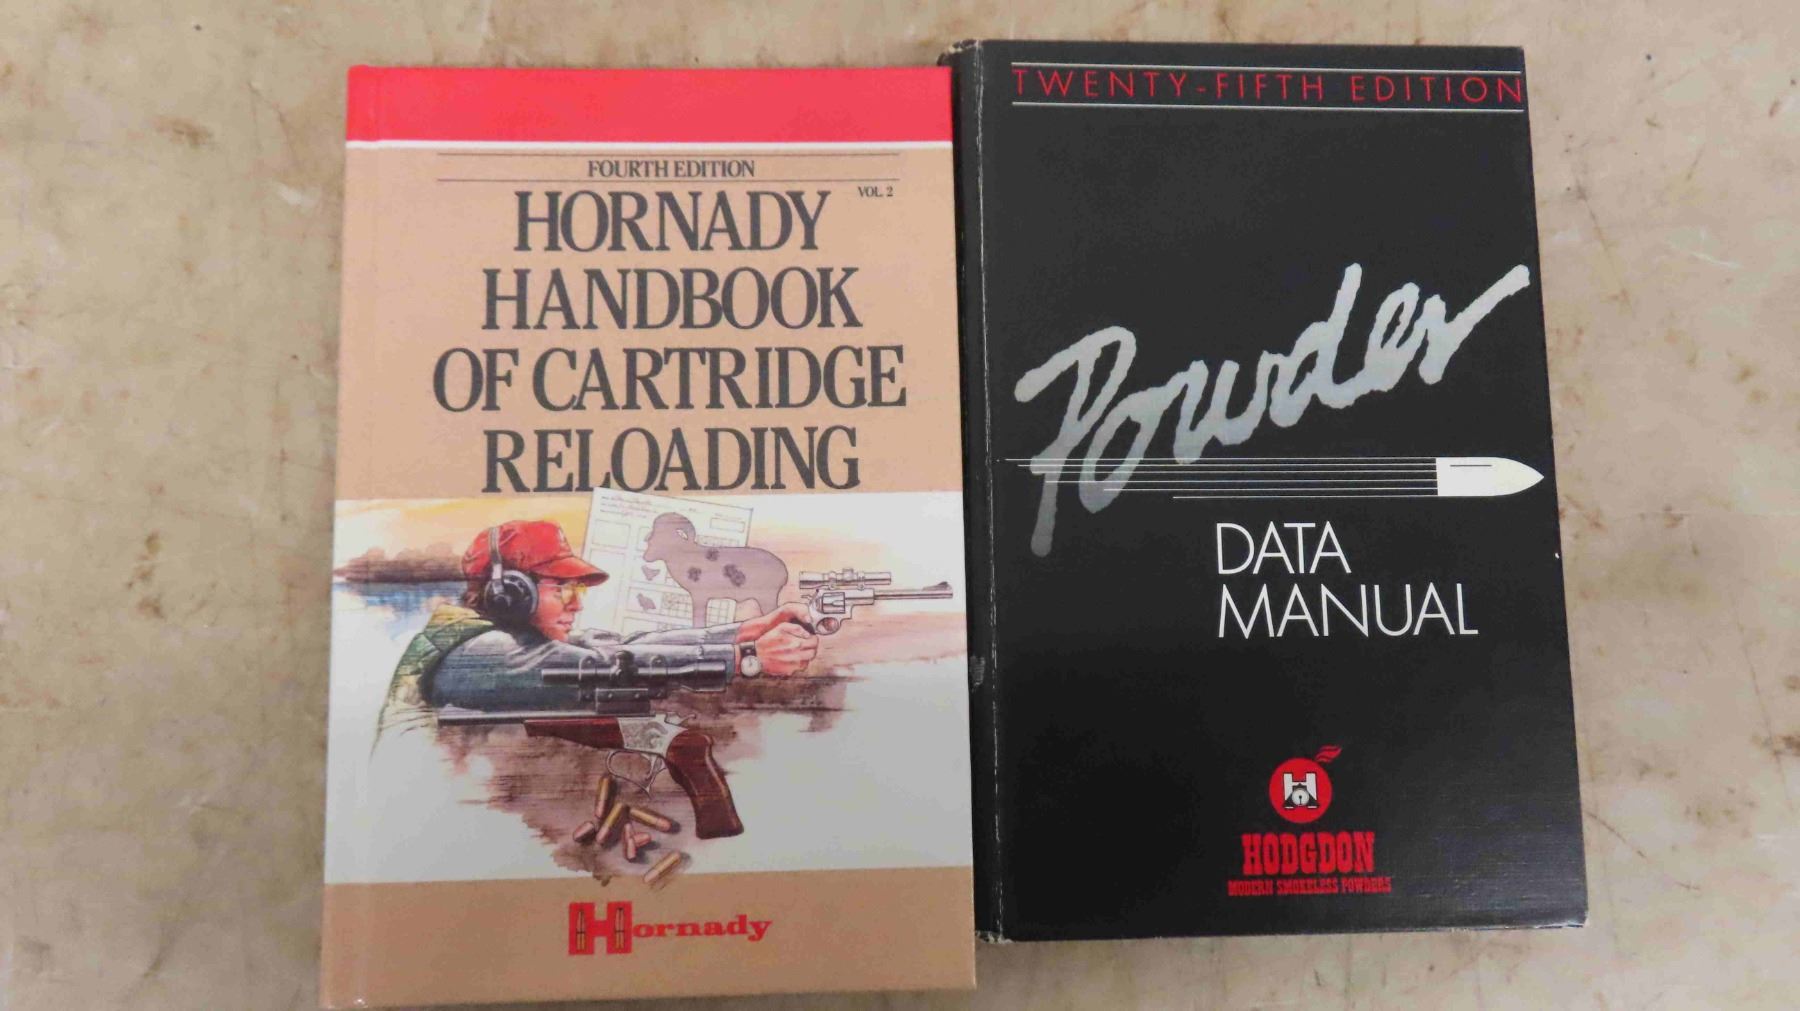 FOURTH EDITION
VOL. 2
HORNADY
HANDBOOK
OF CARTRIDGE
RELOADING
Hornady
TWENTY-FIFTH EDITION
Powder
DATA
MANUAL
H
HODGDON
MODERN SMOKELESS POWDERS